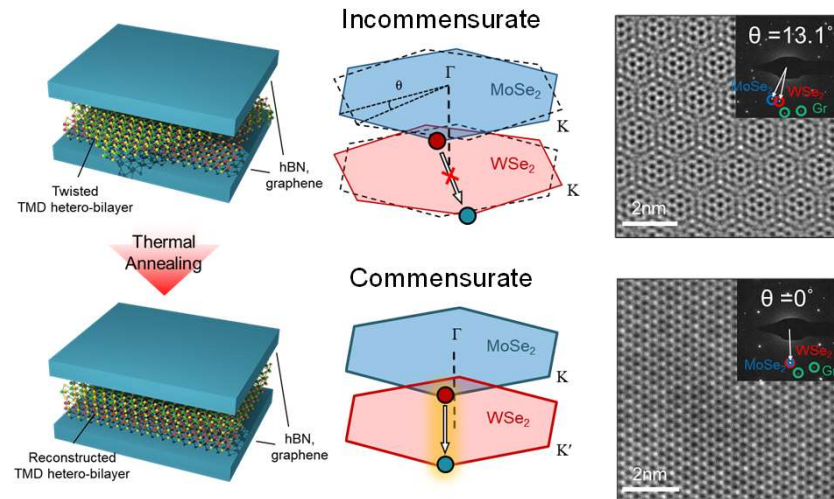 Incommensurate
Γ
θ
MoSe₂
K
WSe₂
K
hBN,
graphene
Twisted
TMD hetero-bilayer
θ =13.1°
MoSe₂
WSe₂
Gr
2nm
Thermal
Annealing
Commensurate
Γ
MoSe₂
K
WSe₂
K′
hBN,
graphene
Reconstructed
TMD hetero-bilayer
θ =0°
WSe₂
MoSe₂
Gr
2nm